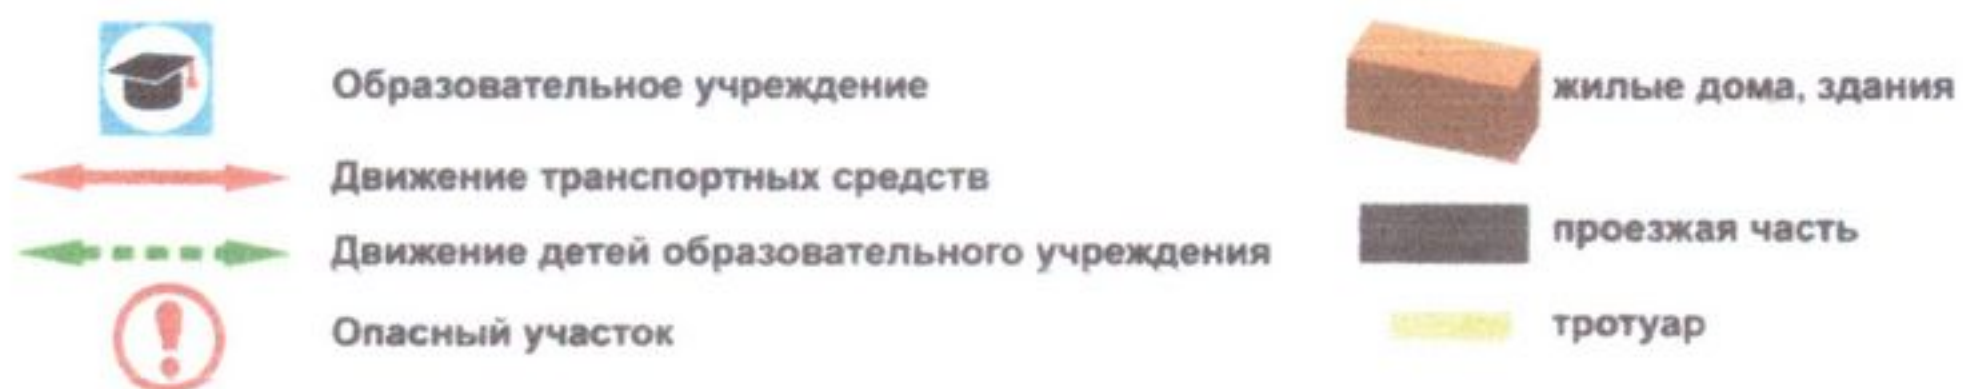 Образовательное учреждение
Движение транспортных средств
Движение детей образовательного учреждения
Опасный участок
жилые дома, здания
проезжая часть
тротуар